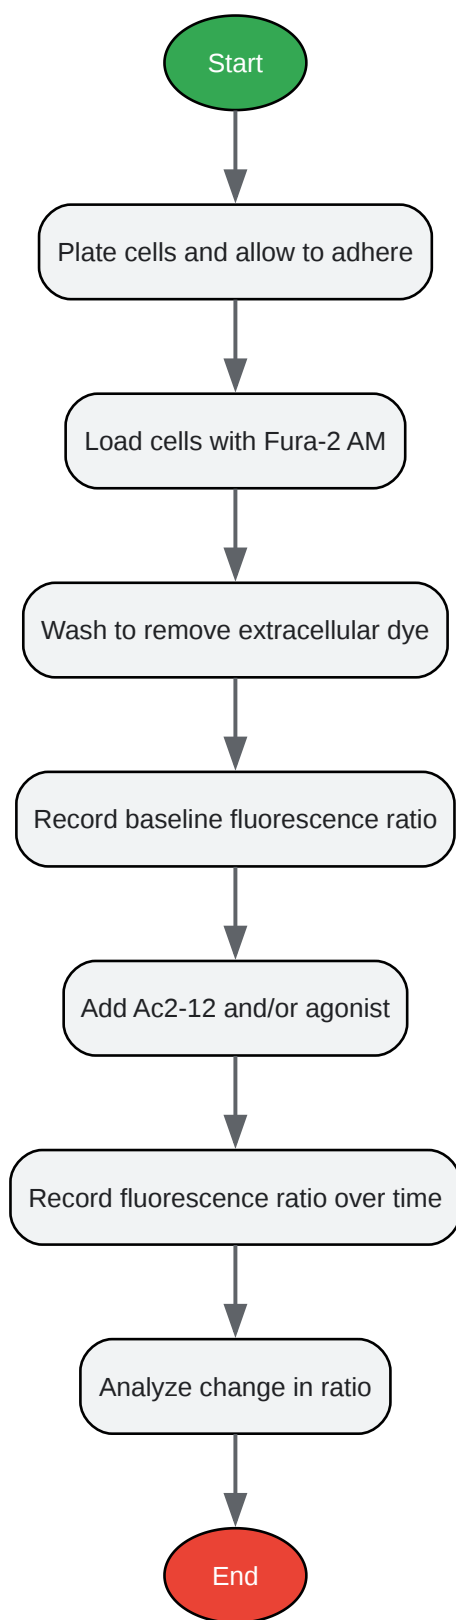 Start
Plate cells and allow to adhere
Load cells with Fura-2 AM
Wash to remove extracellular dye
Record baseline fluorescence ratio
Add Ac2-12 and/or agonist
Record fluorescence ratio over time
Analyze change in ratio
End